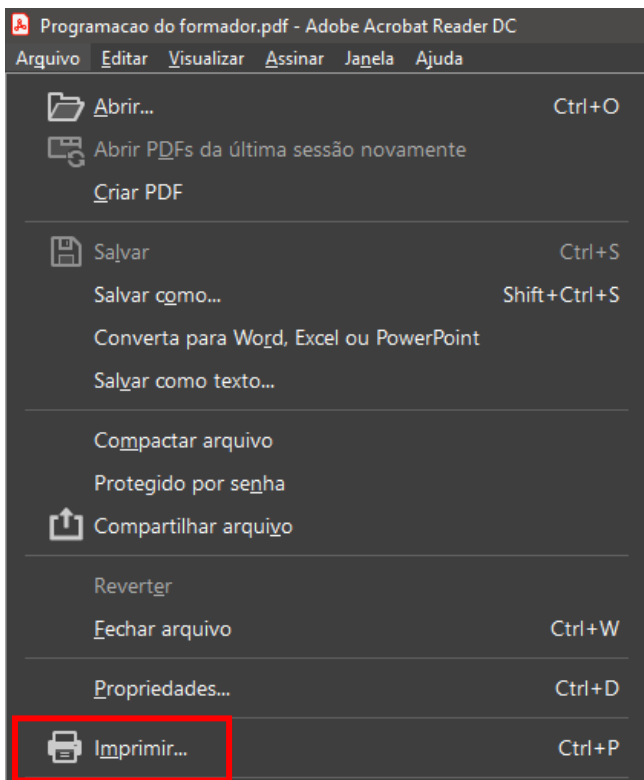 Programacao do formador.pdf - Adobe Acrobat Reader DC
Arquivo Editar Visualizar Assinar Janela Ajuda
Abrir... Ctrl+O
Abrir PDFs da última sessão novamente
Criar PDF
Salvar Ctrl+S
Salvar como... Shift+Ctrl+S
Converta para Word, Excel ou PowerPoint
Salvar como texto...
Compactar arquivo
Protegido por senha
Compartilhar arquivo
Reverter
Fechar arquivo Ctrl+W
Propriedades... Ctrl+D
Imprimir... Ctrl+P